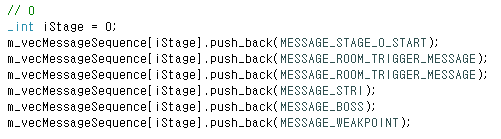 // 0
_int iStage = 0;
m_vecMessageSequence[iStage].push_back(MESSAGE_STAGE_0_START);
m_vecMessageSequence[iStage].push_back(MESSAGE_ROOM_TRIGGER_MESSAGE);
m_vecMessageSequence[iStage].push_back(MESSAGE_ROOM_TRIGGER_MESSAGE);
m_vecMessageSequence[iStage].push_back(MESSAGE_STRI);
m_vecMessageSequence[iStage].push_back(MESSAGE_BOSS);
m_vecMessageSequence[iStage].push_back(MESSAGE_WEAKPOINT);